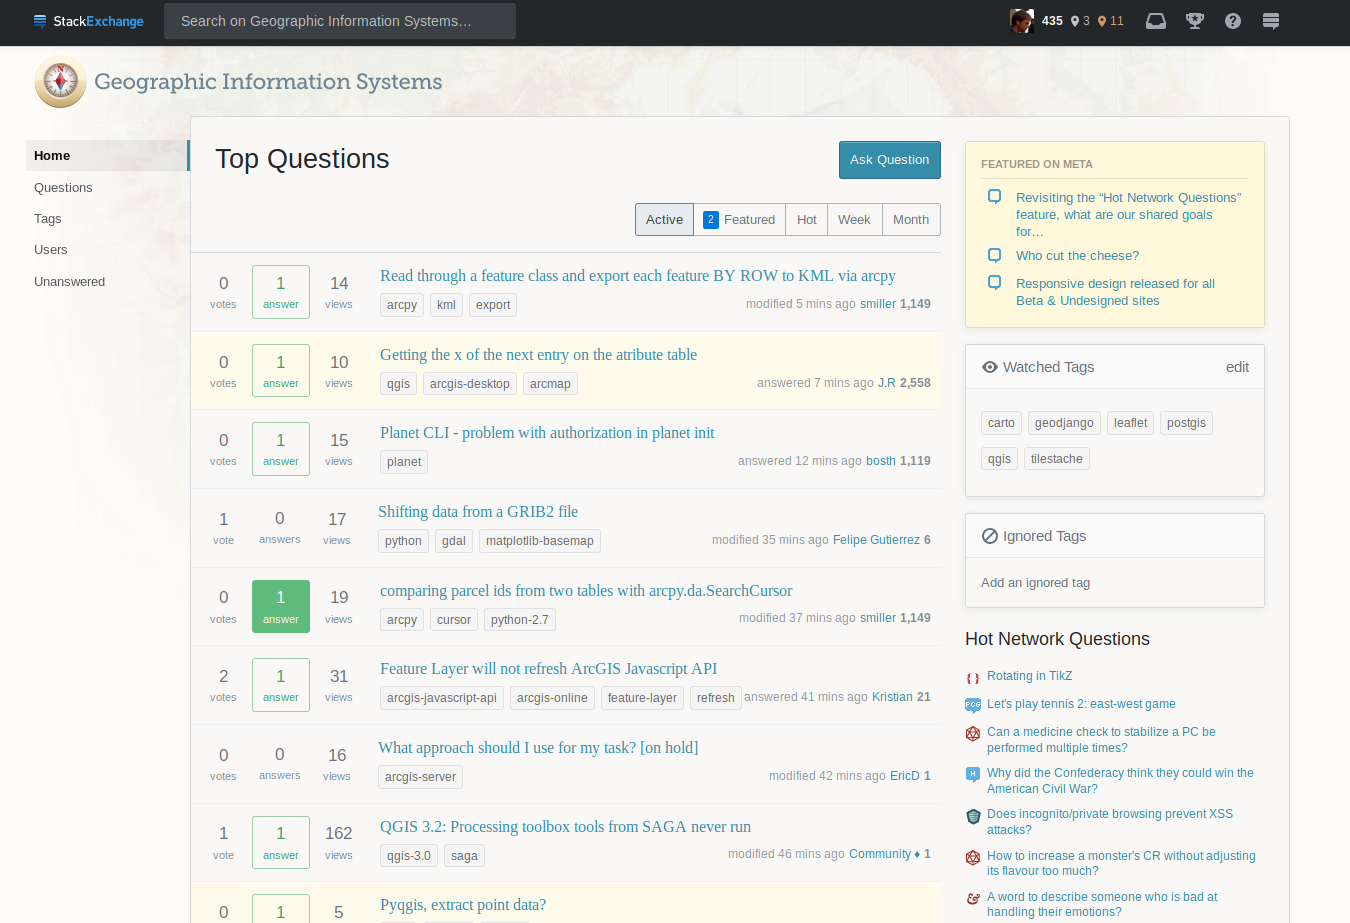 StackExchange
Search on Geographic Information Systems...
435 3 11
Geographic Information Systems
Home
Questions
Tags
Users
Unanswered
Top Questions
Ask Question
Active 2 Featured Hot Week Month
0 votes 1 answer 14 views
Read through a feature class and export each feature BY ROW to KML via arcpy
arcpy kml export
modified 5 mins ago smiller 1,149
0 votes 1 answer 10 views
Getting the x of the next entry on the atribute table
qgis arcgis-desktop arcmap
answered 7 mins ago J.R 2,558
0 votes 1 answer 15 views
Planet CLI - problem with authorization in planet init
planet
answered 12 mins ago bosth 1,119
1 vote 0 answers 17 views
Shifting data from a GRIB2 file
python gdal matplotlib-basemap
modified 35 mins ago Felipe Gutierrez 6
0 votes 1 answer 19 views
comparing parcel ids from two tables with arcpy.da.SearchCursor
arcpy cursor python-2.7
modified 37 mins ago smiller 1,149
2 votes 1 answer 31 views
Feature Layer will not refresh ArcGIS Javascript API
arcgis-javascript-api arcgis-online feature-layer refresh
answered 41 mins ago Kristian 21
0 votes 0 answers 16 views
What approach should I use for my task? [on hold]
arcgis-server
modified 42 mins ago EricD 1
1 vote 1 answer 162 views
QGIS 3.2: Processing toolbox tools from SAGA never run
qgis-3.0 saga
modified 46 mins ago Community ♦ 1
0 1 5
Pyqgis, extract point data?
FEATURED ON META
Revisiting the “Hot Network Questions”
feature, what are our shared goals
for…
Who cut the cheese?
Responsive design released for all
Beta & Undesigned sites
Watched Tags edit
carto geodjango leaflet postgis
qgis tilestache
Ignored Tags
Add an ignored tag
Hot Network Questions
Rotating in TikZ
PCG Let's play tennis 2: east-west game
Can a medicine check to stabilize a PC be
performed multiple times?
H Why did the Confederacy think they could win the
American Civil War?
Does incognito/private browsing prevent XSS
attacks?
How to increase a monster's CR without adjusting
its flavour too much?
A word to describe someone who is bad at
handling their emotions?